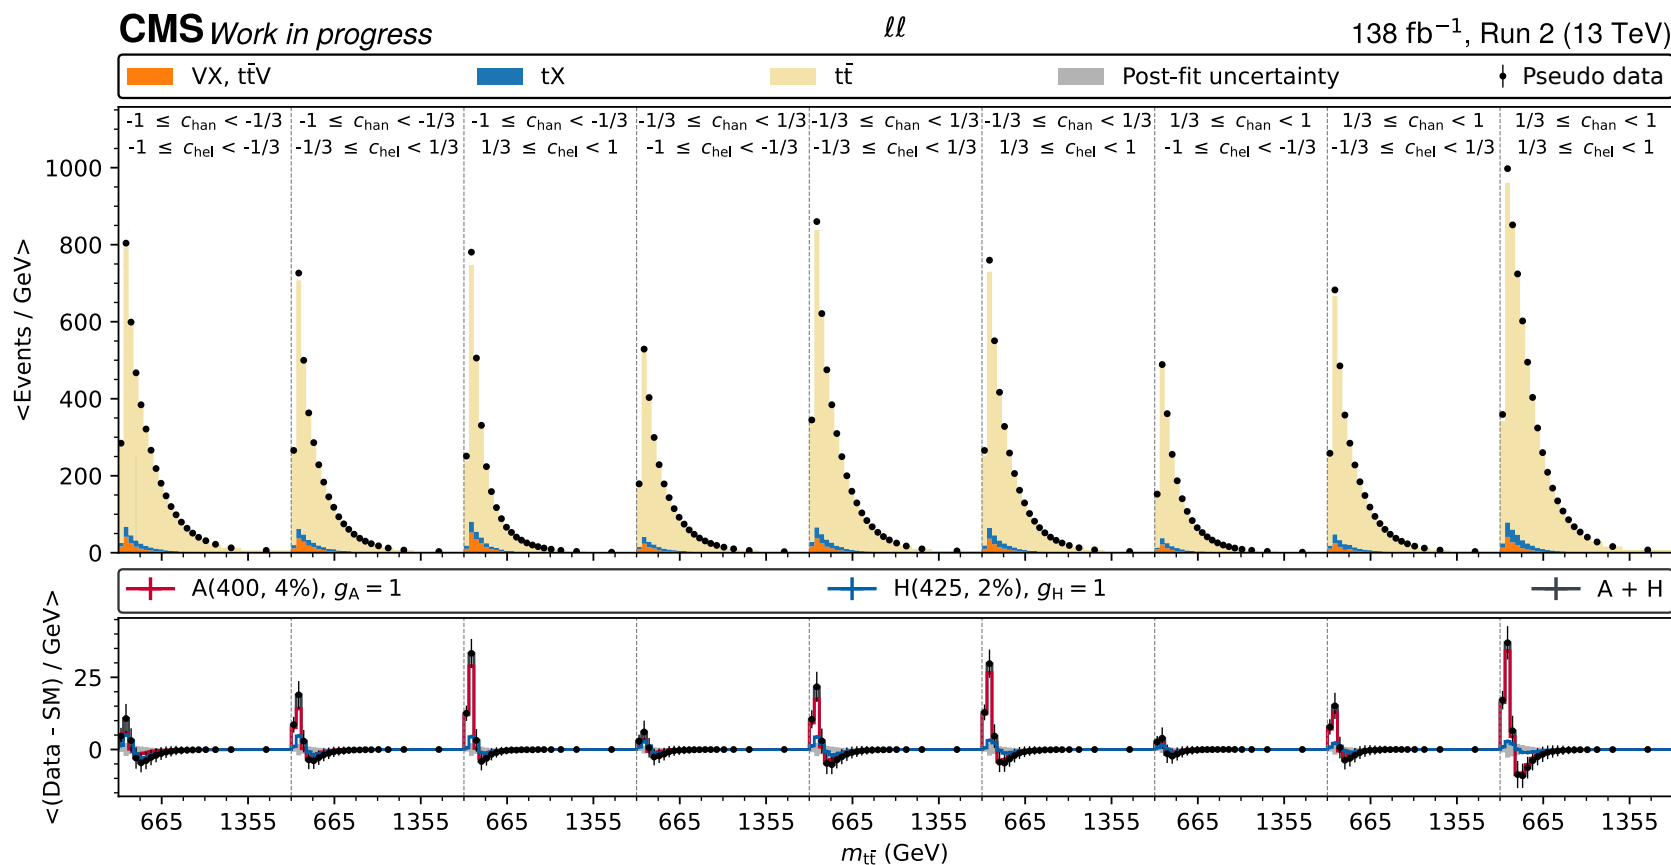 CMS Work in progress ℓℓ 138 fb⁻¹, Run 2 (13 TeV)
VX, tt̄V tX tt̄ Post-fit uncertainty Pseudo data
-1 ≤ c_han < -1/3 -1 ≤ c_han < -1/3 -1 ≤ c_han < -1/3 -1/3 ≤ c_han < 1/3 -1/3 ≤ c_han < 1/3 -1/3 ≤ c_han < 1/3 1/3 ≤ c_han < 1 1/3 ≤ c_han < 1 1/3 ≤ c_han < 1
-1 ≤ c_hel < -1/3 -1/3 ≤ c_hel < 1/3 1/3 ≤ c_hel < 1 -1 ≤ c_hel < -1/3 -1/3 ≤ c_hel < 1/3 1/3 ≤ c_hel < 1 -1 ≤ c_hel < -1/3 -1/3 ≤ c_hel < 1/3 1/3 ≤ c_hel < 1
<Events / GeV>
1000
800
600
400
200
0
A(400, 4%), g_A = 1 H(425, 2%), g_H = 1 A + H
<(Data - SM) / GeV>
25
0
665 1355 665 1355 665 1355 665 1355 665 1355 665 1355 665 1355 665 1355 665 1355
m_tt̄ (GeV)